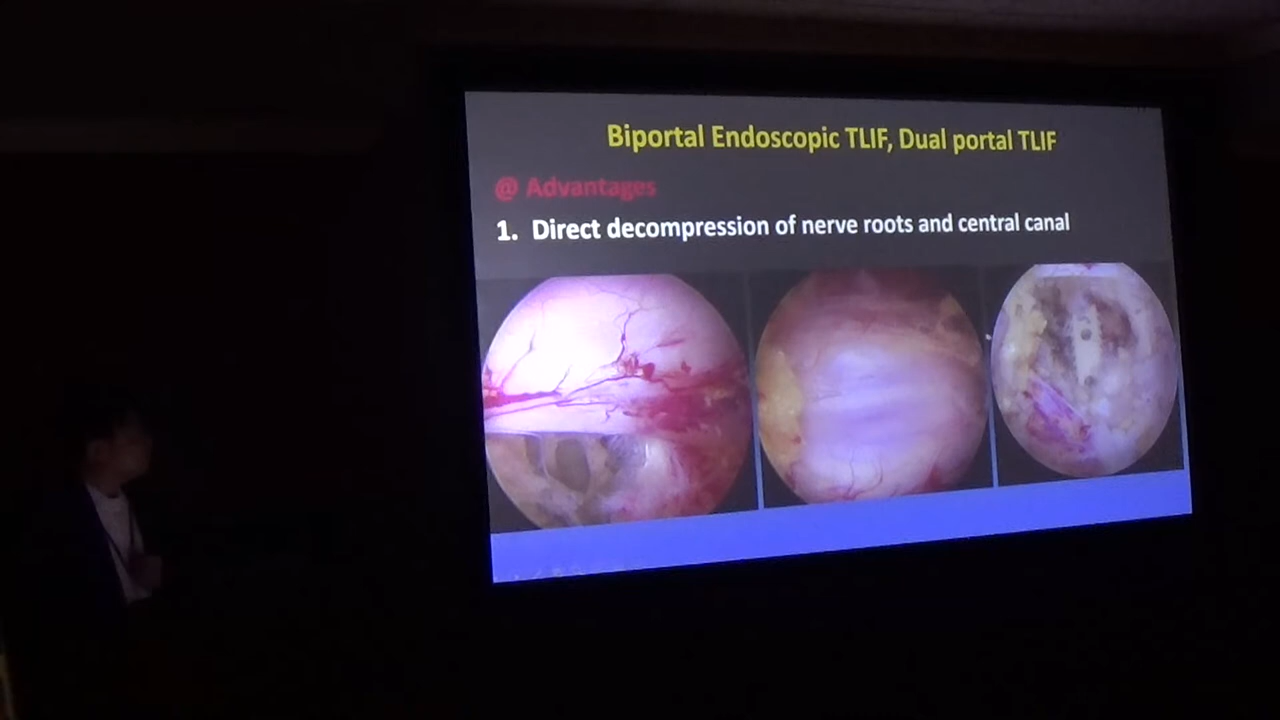 Biportal Endoscopic TLIF, Dual portal TLIF
@ Advantages
1. Direct decompression of nerve roots and central canal